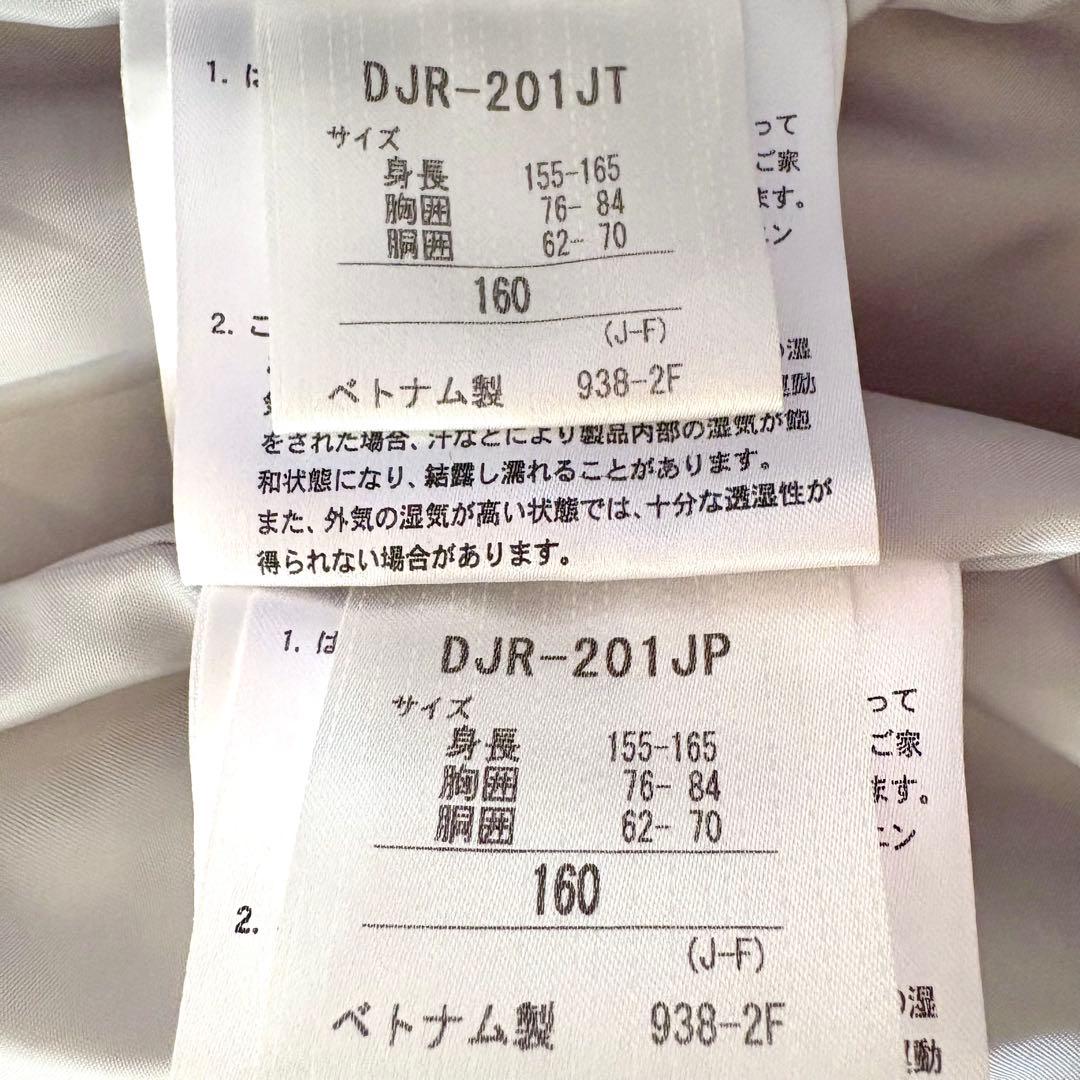 1. は
DJR-201JT
サイズ
身長 155-165
胸囲 76- 84
胴囲 62- 70
160
(J-F)
ベトナム製 938-2F
って
ご家
ます。
ニン
2. こ
の湿
運動
をされた場合、汗などにより製品内部の湿気が飽
和状態になり、結露し濡れることがあります。
また、外気の湿気が高い状態では、十分な透湿性が
得られない場合があります。
1. は
DJR-201JP
サイズ
身長 155-165
胸囲 76- 84
胴囲 62- 70
160
(J-F)
ベトナム製 938-2F
って
ご家
ます。
ニン
2.
の湿
運動